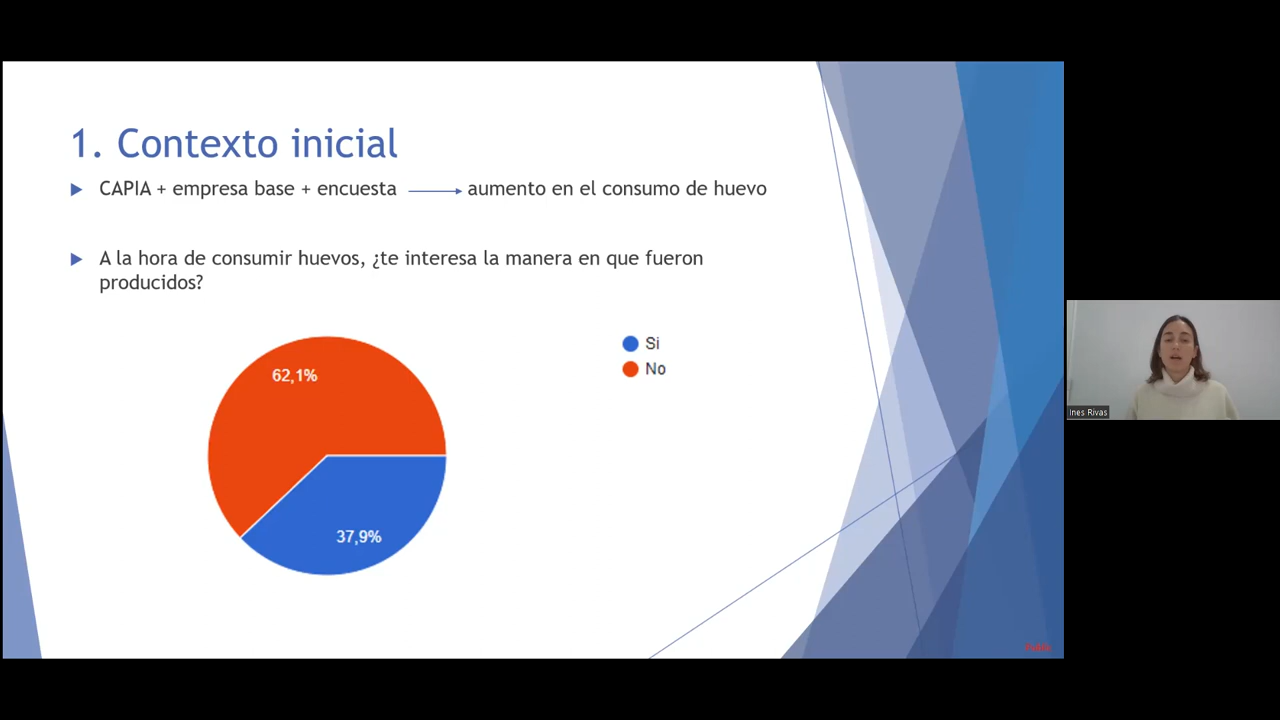 1. Contexto inicial
CAPIA + empresa base + encuesta
aumento en el consumo de huevo
A la hora de consumir huevos, ¿te interesa la manera en que fueron
producidos?
62,1%
37,9%
Si
No
Ines Rivas